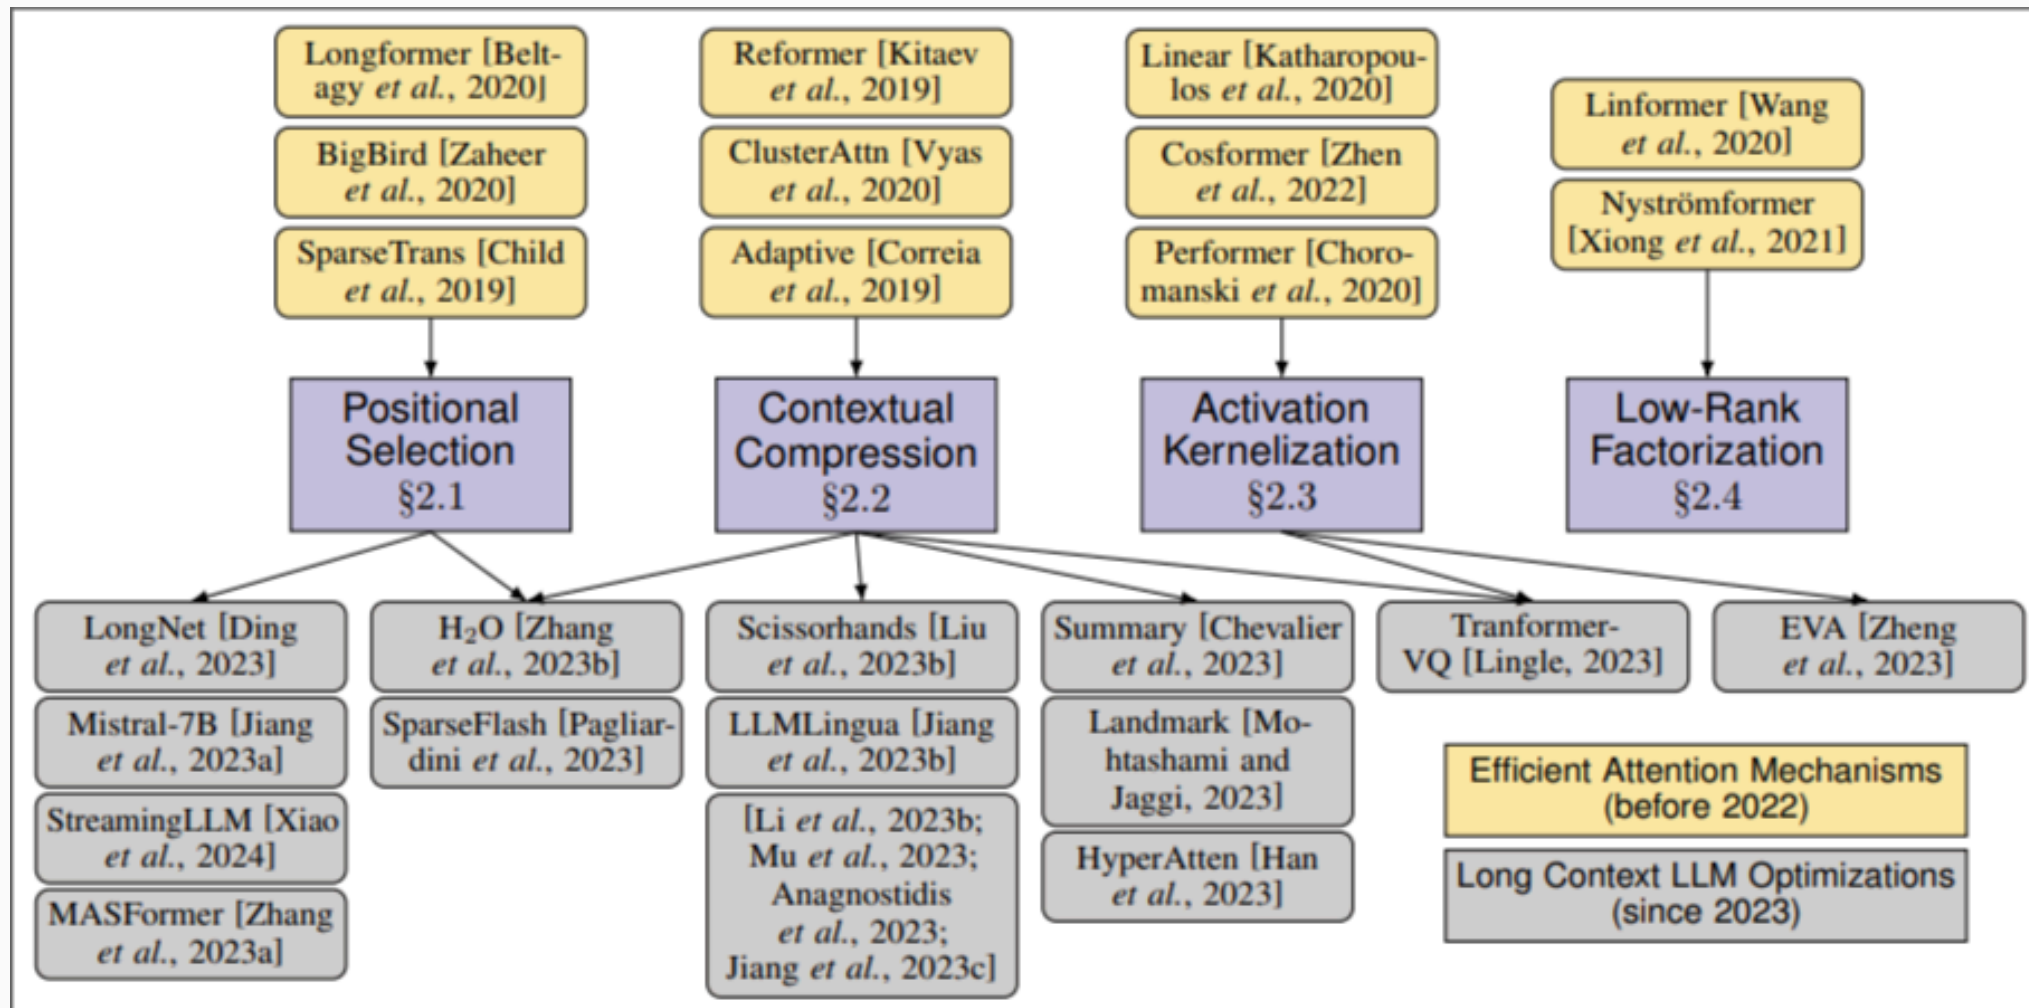 Longformer [Belt-
agy et al., 2020]
BigBird [Zaheer
et al., 2020]
SparseTrans [Child
et al., 2019]
Reformer [Kitaev
et al., 2019]
ClusterAttn [Vyas
et al., 2020]
Adaptive [Correia
et al., 2019]
Linear [Katharopou-
los et al., 2020]
Cosformer [Zhen
et al., 2022]
Performer [Choro-
manski et al., 2020]
Linformer [Wang
et al., 2020]
Nyströmformer
[Xiong et al., 2021]
Positional
Selection
§2.1
Contextual
Compression
§2.2
Activation
Kernelization
§2.3
Low-Rank
Factorization
§2.4
LongNet [Ding
et al., 2023]
Mistral-7B [Jiang
et al., 2023a]
StreamingLLM [Xiao
et al., 2024]
MASFormer [Zhang
et al., 2023a]
H₂O [Zhang
et al., 2023b]
SparseFlash [Pagliar-
dini et al., 2023]
Scissorhands [Liu
et al., 2023b]
LLMLingua [Jiang
et al., 2023b]
[Li et al., 2023b;
Mu et al., 2023;
Anagnostidis
et al., 2023;
Jiang et al., 2023c]
Summary [Chevalier
et al., 2023]
Landmark [Mo-
htashami and
Jaggi, 2023]
HyperAtten [Han
et al., 2023]
Tranformer-
VQ [Lingle, 2023]
EVA [Zheng
et al., 2023]
Efficient Attention Mechanisms
(before 2022)
Long Context LLM Optimizations
(since 2023)